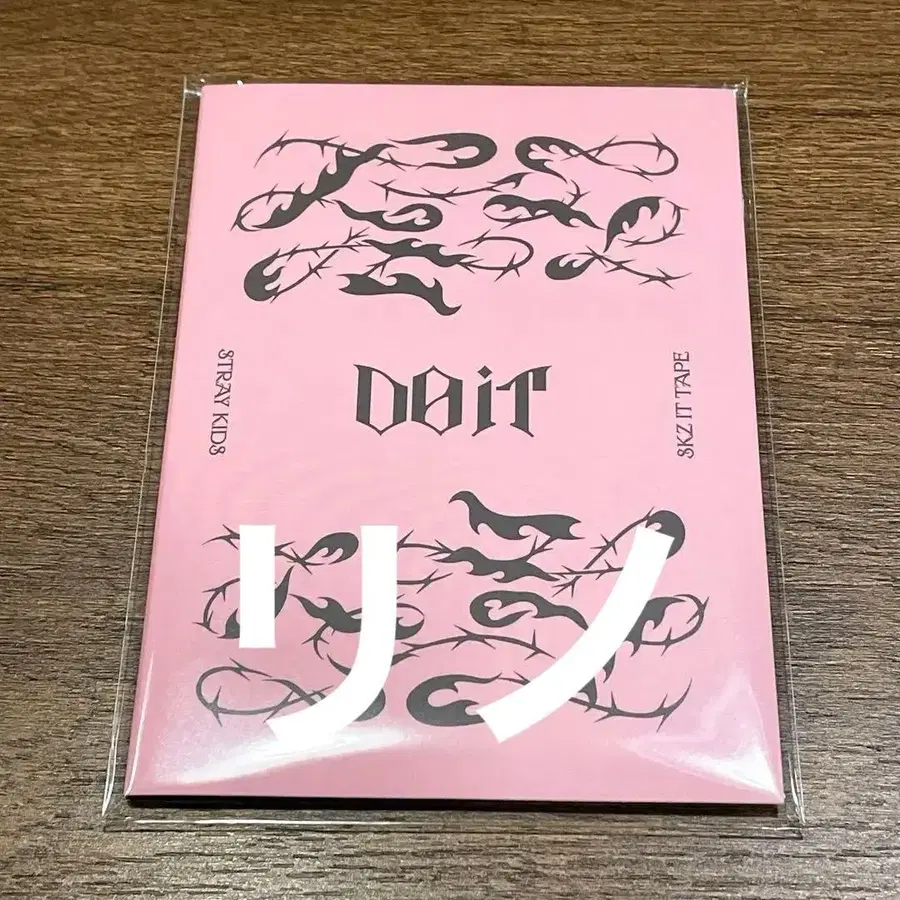 STRAY KIDS
DO iT
SKZ IT TAPE
リノ